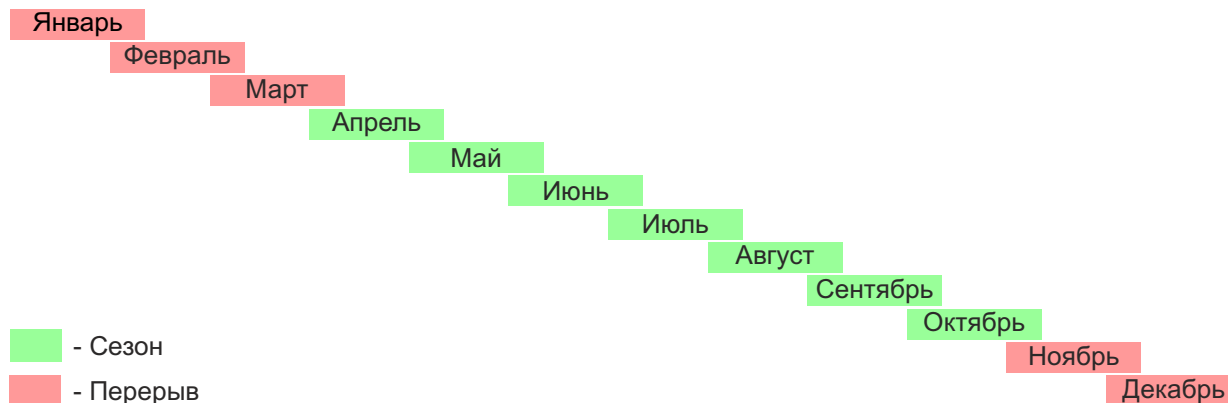 Январь
Февраль
Март
Апрель
Май
Июнь
Июль
Август
Сентябрь
Октябрь
Ноябрь
Декабрь
- Сезон
- Перерыв